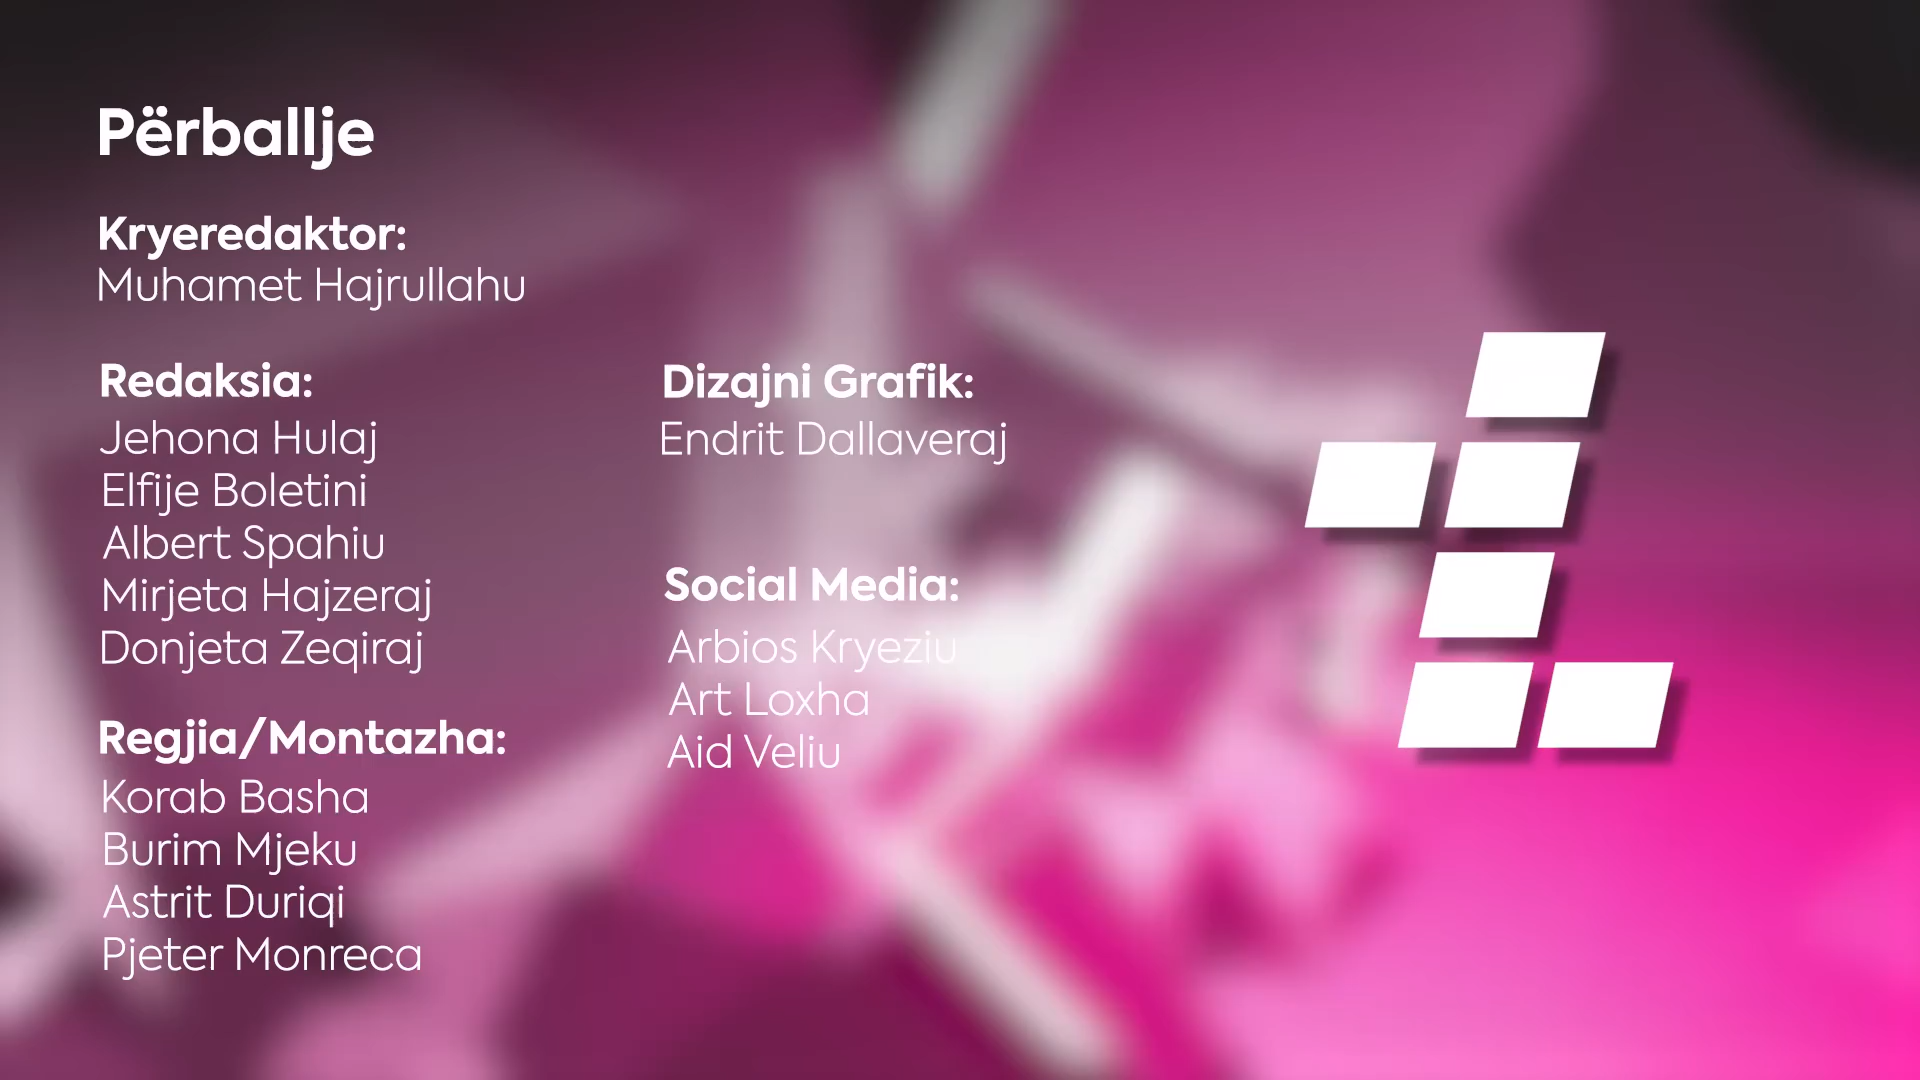 Përballje
Kryeredaktor:
Muhamet Hajrullahu
Redaksia:
Jehona Hulaj
Elfije Boletini
Albert Spahiu
Mirjeta Hajzeraj
Donjeta Zeqiraj
Regjia/Montazha:
Korab Basha
Burim Mjeku
Astrit Duriqi
Pjeter Monreca
Dizajni Grafik:
Endrit Dallaveraj
Social Media:
Arbios Kryeziu
Art Loxha
Aid Veliu